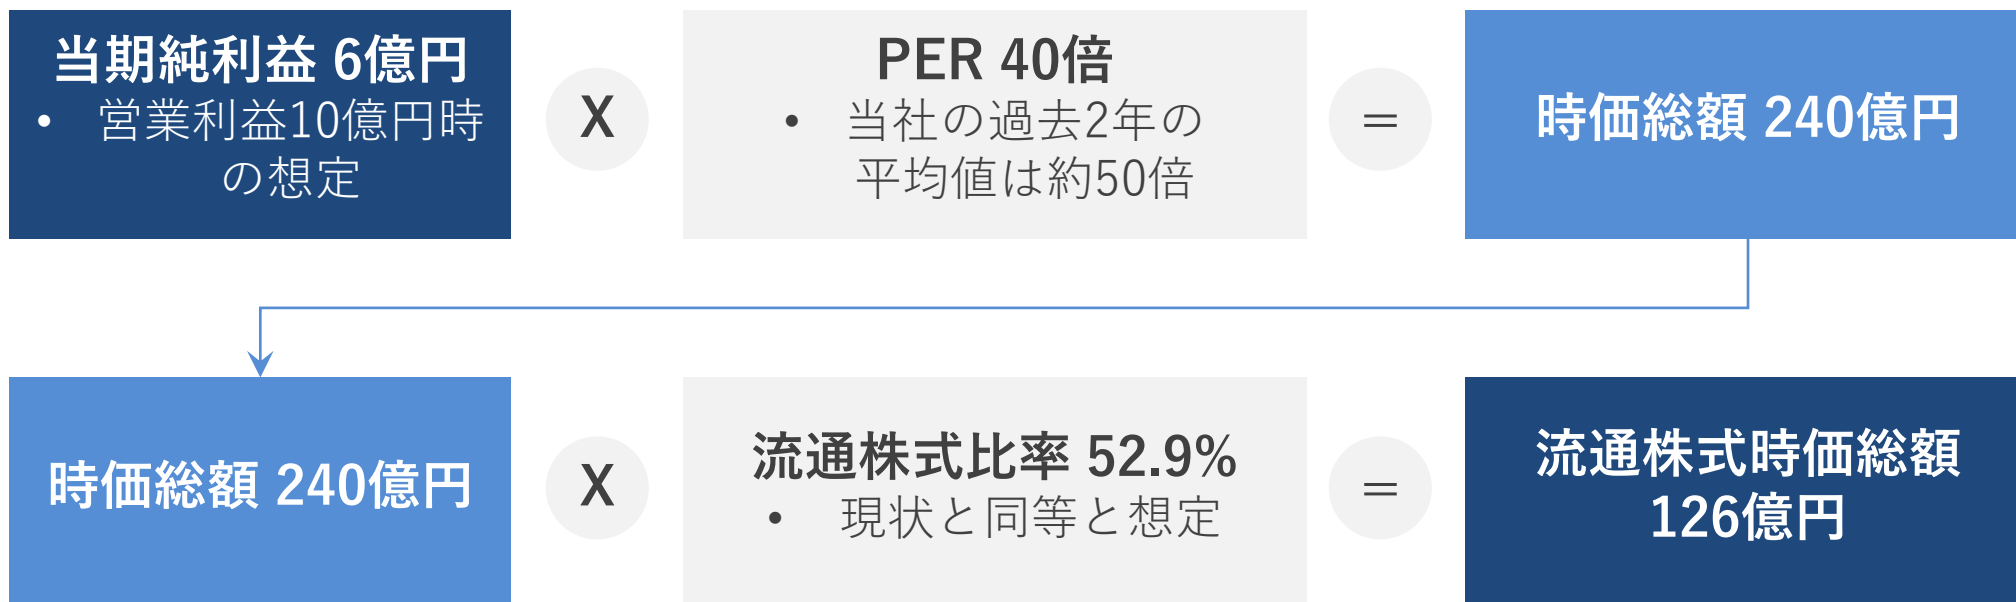 当期純利益 6億円
• 営業利益10億円時
の想定
X
PER 40倍
• 当社の過去2年の
平均値は約50倍
＝
時価総額 240億円
時価総額 240億円
X
流通株式比率 52.9%
• 現状と同等と想定
＝
流通株式時価総額
126億円